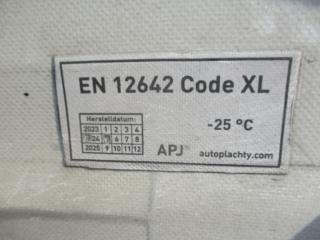 EN 12642 Code XL
Herstelldatum:
2023 1 2 3 4
24 6 7 8
2025 9 10 11 12
-25 °C
APJ
autoplachty.com